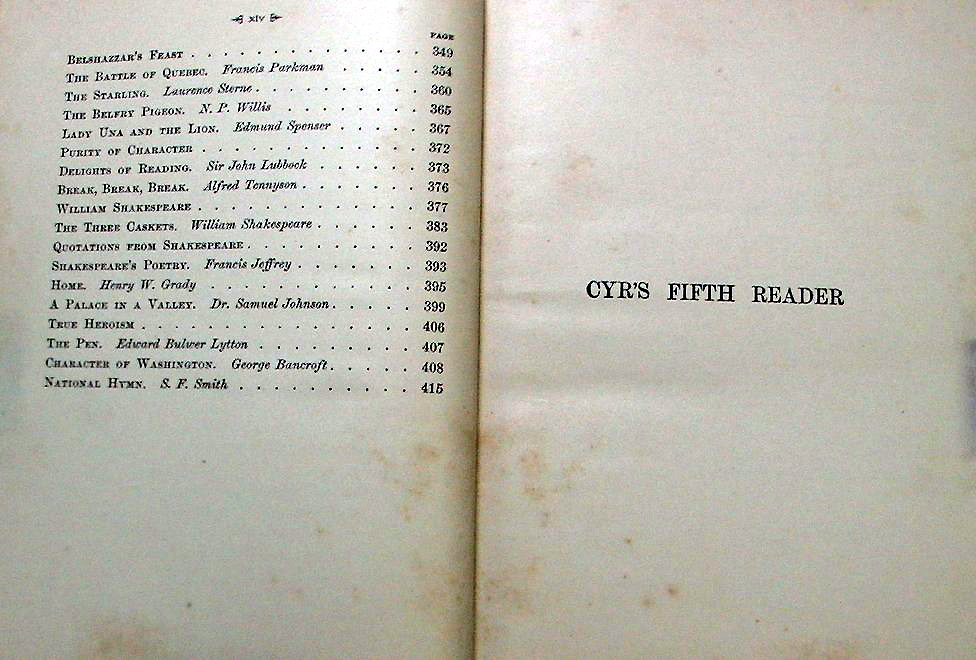 xiv
PAGE
BELSHAZZAR'S FEAST . . . . . . . . . . . . . . 349
THE BATTLE OF QUEBEC. Francis Parkman . . . . . . 354
THE STARLING. Laurence Sterne . . . . . . . . . . 360
THE BELFRY PIGEON. N. P. Willis . . . . . . . . 365
LADY UNA AND THE LION. Edmund Spenser . . . . . 367
PURITY OF CHARACTER . . . . . . . . . . . . . 372
DELIGHTS OF READING. Sir John Lubbock . . . . . . 373
BREAK, BREAK, BREAK. Alfred Tennyson . . . . . . . 376
WILLIAM SHAKESPEARE . . . . . . . . . . . . . 377
THE THREE CASKETS. William Shakespeare . . . . . . 383
QUOTATIONS FROM SHAKESPEARE . . . . . . . . . . 392
SHAKESPEARE'S POETRY. Francis Jeffrey . . . . . . . 393
HOME. Henry W. Grady . . . . . . . . . . . 395
A PALACE IN A VALLEY. Dr. Samuel Johnson . . . . . 399
TRUE HEROISM . . . . . . . . . . . . . . . 406
THE PEN. Edward Bulwer Lytton . . . . . . . . . 407
CHARACTER OF WASHINGTON. George Bancroft . . . . . 408
NATIONAL HYMN. S. F. Smith . . . . . . . . . . 415
CYR'S FIFTH READER